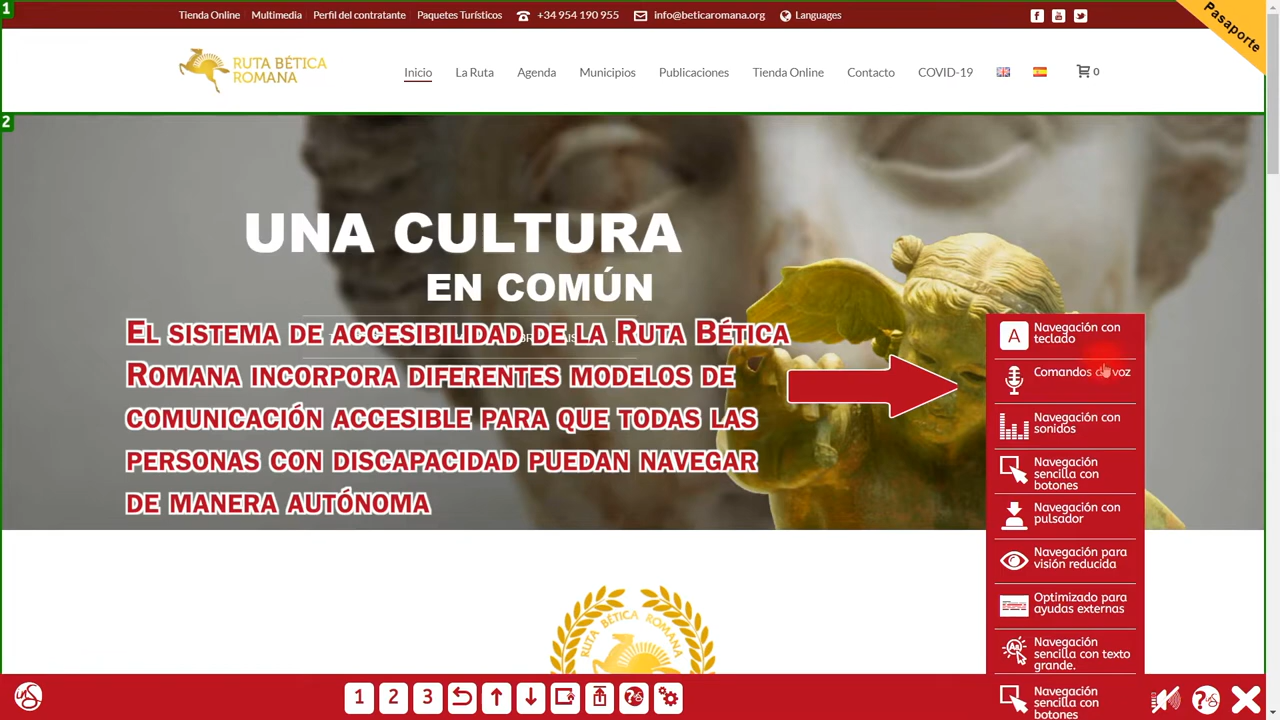 1
Tienda Online Multimedia Perfil del contratante Paquetes Turísticos +34 954 190 955 info@beticaromana.org Languages
Pasaporte
RUTA BÉTICA
ROMANA
Inicio La Ruta Agenda Municipios Publicaciones Tienda Online Contacto COVID-19 0
2
UNA CULTURA
EN COMÚN
El sistema de accesibilidad de la Ruta Bética
Romana incorpora diferentes modelos de
comunicación accesible para que todas las
personas con discapacidad puedan navegar
de manera autónoma
A
Navegación con
teclado
Comandos de voz
Navegación con
sonidos
Navegación
sencilla con
botones
Navegación con
pulsador
Navegación para
visión reducida
Optimizado para
ayudas externas
Navegación
sencilla con texto
grande.
Navegación
sencilla con
botones
RUTA BÉTICA ROMANA
1 2 3